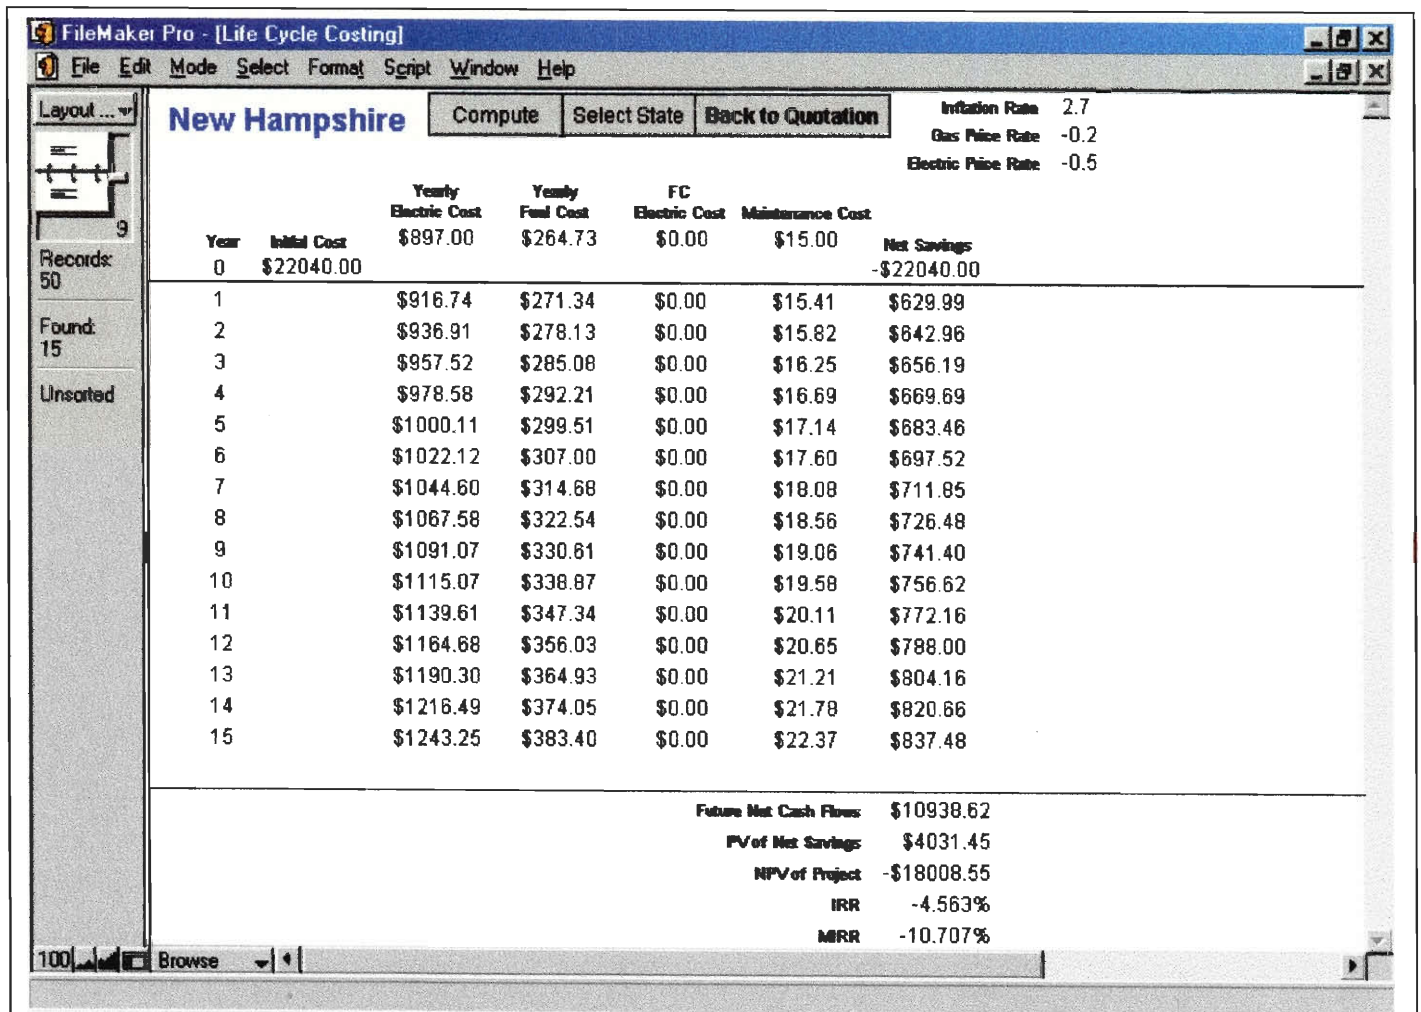 FileMaker Pro - [Life Cycle Costing]
File Edit Mode Select Format Script Window Help
Layout ...
9
Records:
50
Found:
15
Unsorted
New Hampshire Compute Select State Back to Quotation
Inflation Rate 2.7
Gas Price Rate -0.2
Electric Price Rate -0.5
Yearly Yearly FC
Electric Cost Fuel Cost Electric Cost Maintenance Cost
Year Initial Cost $897.00 $264.73 $0.00 $15.00 Net Savings
0 $22040.00 -$22040.00
1 $916.74 $271.34 $0.00 $15.41 $629.99
2 $936.91 $278.13 $0.00 $15.82 $642.96
3 $957.52 $285.08 $0.00 $16.25 $656.19
4 $978.58 $292.21 $0.00 $16.69 $669.69
5 $1000.11 $299.51 $0.00 $17.14 $683.46
6 $1022.12 $307.00 $0.00 $17.60 $697.52
7 $1044.60 $314.68 $0.00 $18.08 $711.85
8 $1067.58 $322.54 $0.00 $18.56 $726.48
9 $1091.07 $330.61 $0.00 $19.06 $741.40
10 $1115.07 $338.87 $0.00 $19.58 $756.62
11 $1139.61 $347.34 $0.00 $20.11 $772.16
12 $1164.68 $356.03 $0.00 $20.65 $788.00
13 $1190.30 $364.93 $0.00 $21.21 $804.16
14 $1216.49 $374.05 $0.00 $21.78 $820.66
15 $1243.25 $383.40 $0.00 $22.37 $837.48
Future Net Cash Flows $10938.62
PV of Net Savings $4031.45
NPV of Project -$18008.55
IRR -4.563%
MIRR -10.707%
100 Browse